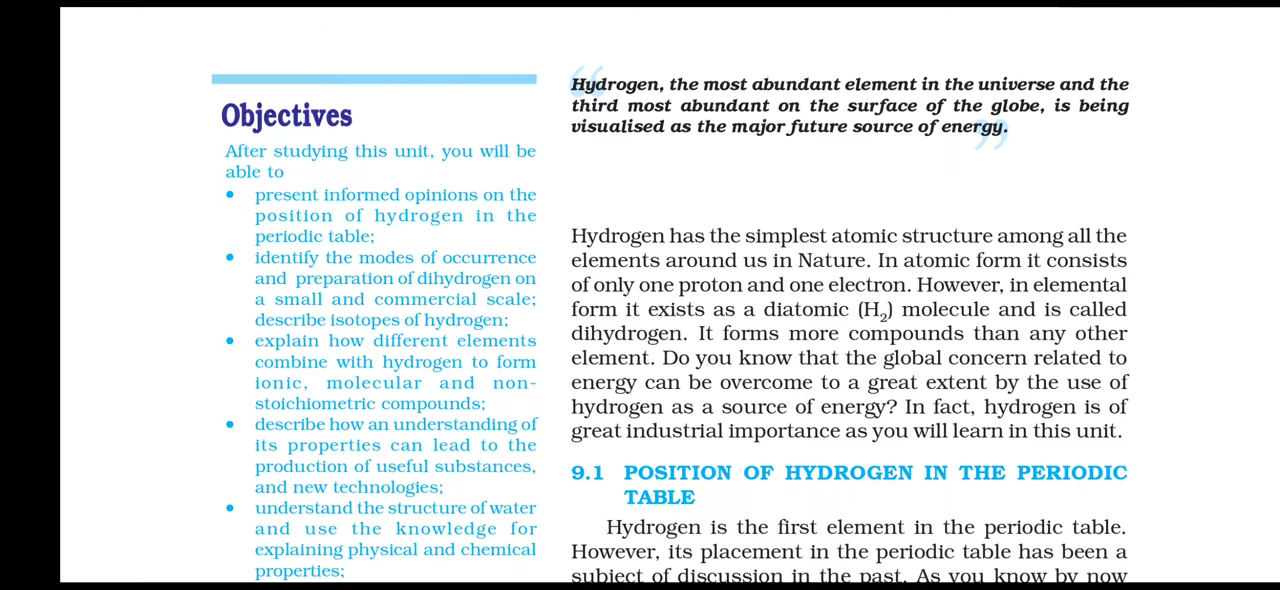 Objectives
After studying this unit, you will be
able to
• present informed opinions on the
position of hydrogen in the
periodic table;
• identify the modes of occurrence
and preparation of dihydrogen on
a small and commercial scale;
describe isotopes of hydrogen;
• explain how different elements
combine with hydrogen to form
ionic, molecular and non-
stoichiometric compounds;
• describe how an understanding of
its properties can lead to the
production of useful substances,
and new technologies;
• understand the structure of water
and use the knowledge for
explaining physical and chemical
properties;
“Hydrogen, the most abundant element in the universe and the
third most abundant on the surface of the globe, is being
visualised as the major future source of energy.”
Hydrogen has the simplest atomic structure among all the
elements around us in Nature. In atomic form it consists
of only one proton and one electron. However, in elemental
form it exists as a diatomic (H₂) molecule and is called
dihydrogen. It forms more compounds than any other
element. Do you know that the global concern related to
energy can be overcome to a great extent by the use of
hydrogen as a source of energy? In fact, hydrogen is of
great industrial importance as you will learn in this unit.
9.1 POSITION OF HYDROGEN IN THE PERIODIC
TABLE
Hydrogen is the first element in the periodic table.
However, its placement in the periodic table has been a
subject of discussion in the past. As you know by now